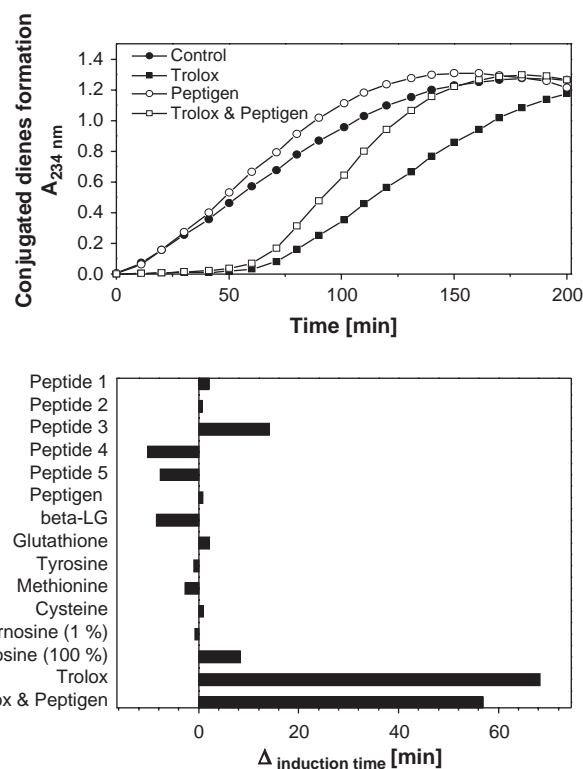 Conjugated dienes formation
A234 nm
1.4
1.2
1.0
0.8
0.6
0.4
0.2
0.0
Control
Trolox
Peptigen
Trolox & Peptigen
0
50
100
150
200
Time [min]
Peptide 1
Peptide 2
Peptide 3
Peptide 4
Peptide 5
Peptigen
beta-LG
Glutathione
Tyrosine
Methionine
Cysteine
rnosine (1 %)
osine (100 %)
Trolox
x & Peptigen
0
20
40
60
Δ induction time [min]